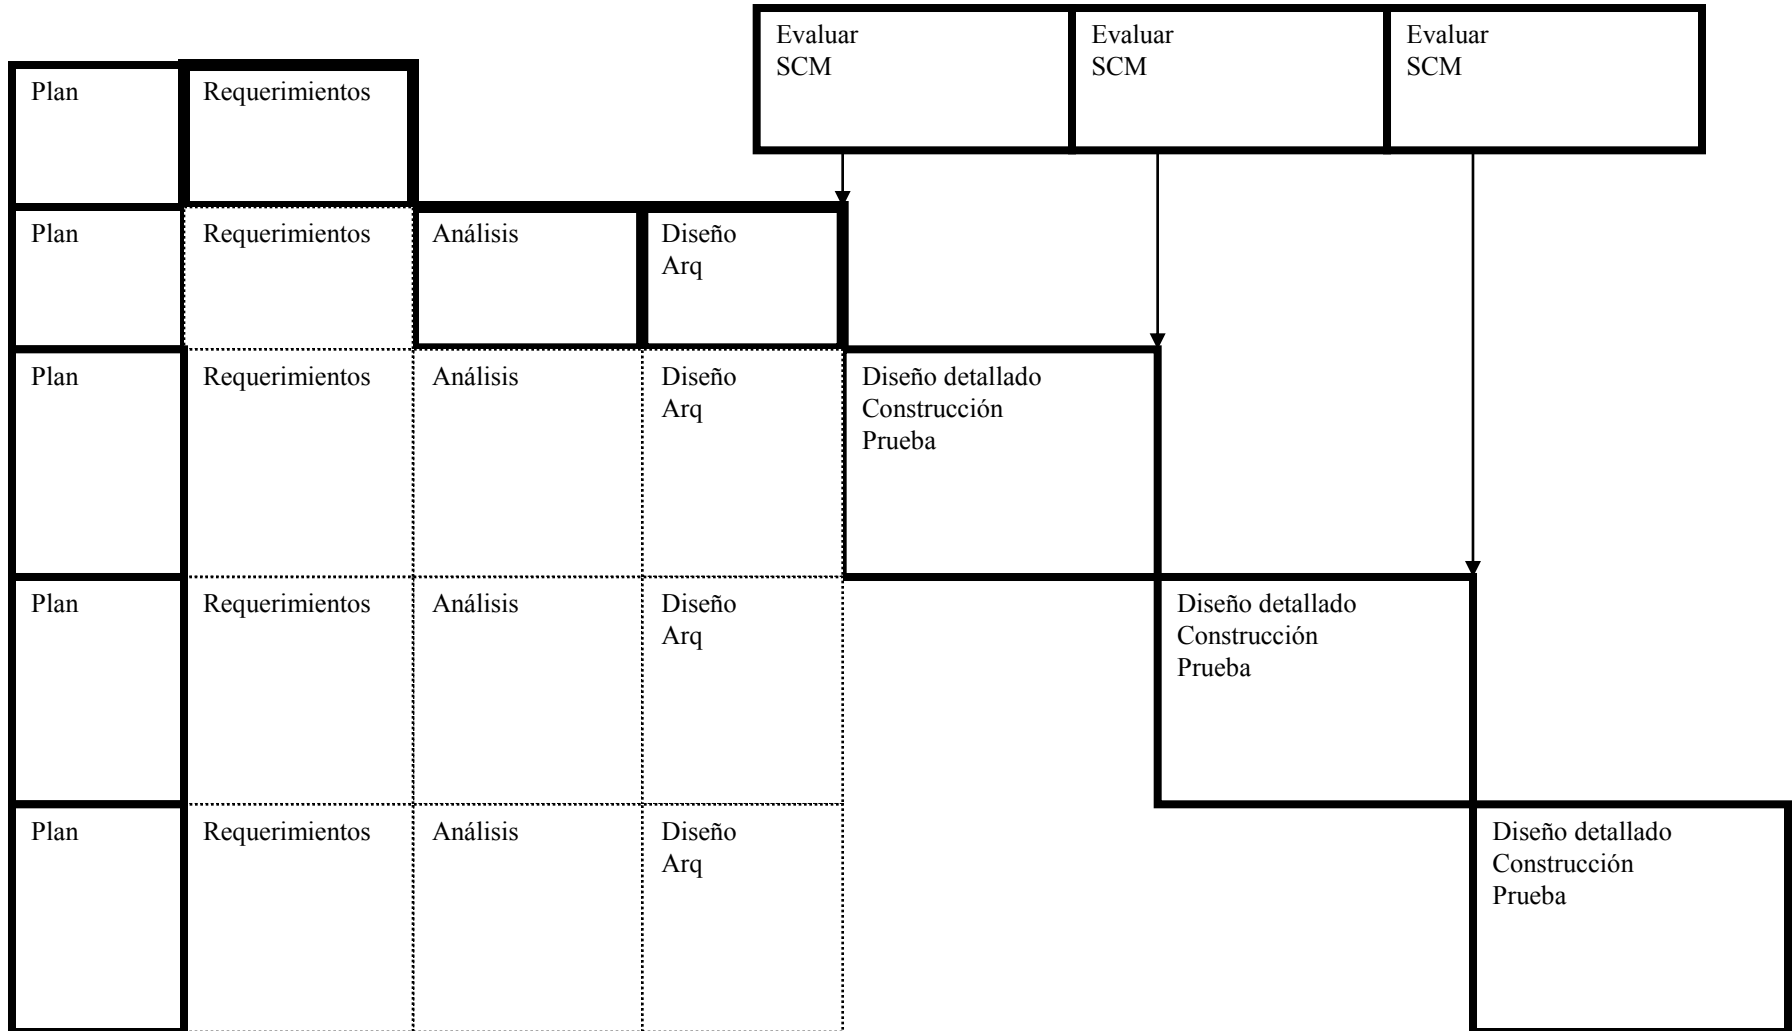 Evaluar
SCM
Evaluar
SCM
Evaluar
SCM
Plan
Requerimientos
Plan
Requerimientos
Análisis
Diseño
Arq
Plan
Requerimientos
Análisis
Diseño
Arq
Diseño detallado
Construcción
Prueba
Plan
Requerimientos
Análisis
Diseño
Arq
Diseño detallado
Construcción
Prueba
Plan
Requerimientos
Análisis
Diseño
Arq
Diseño detallado
Construcción
Prueba